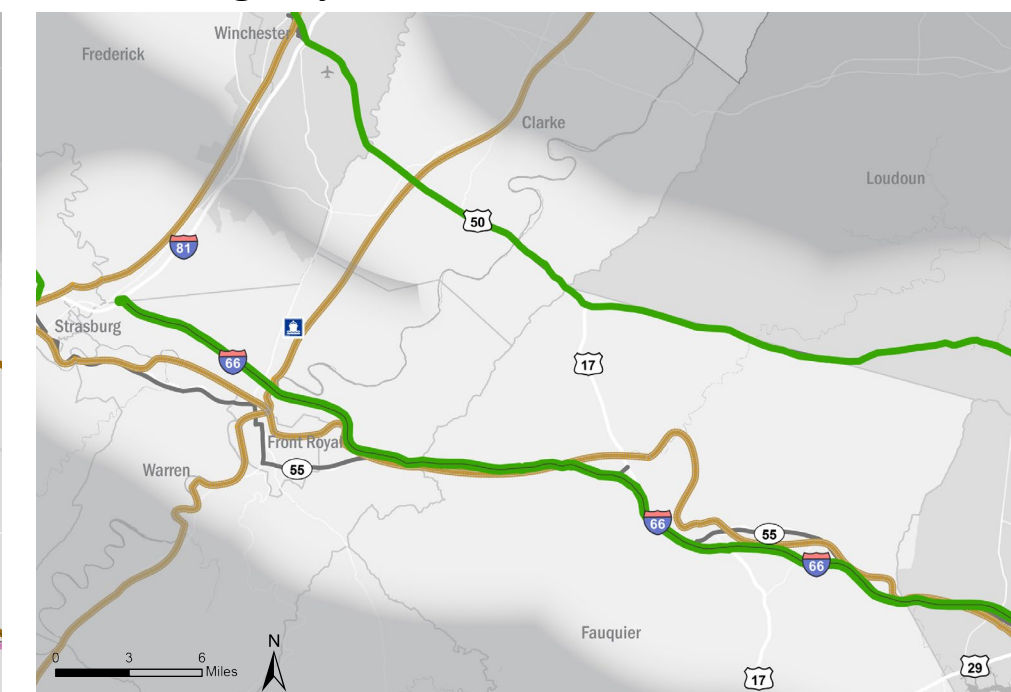 Winchester
Frederick
Clarke
Loudoun
50
81
Strasburg
66
17
Front Royal
Warren
55
66
55
66
Fauquier
N
0 3 6
Miles
17
29